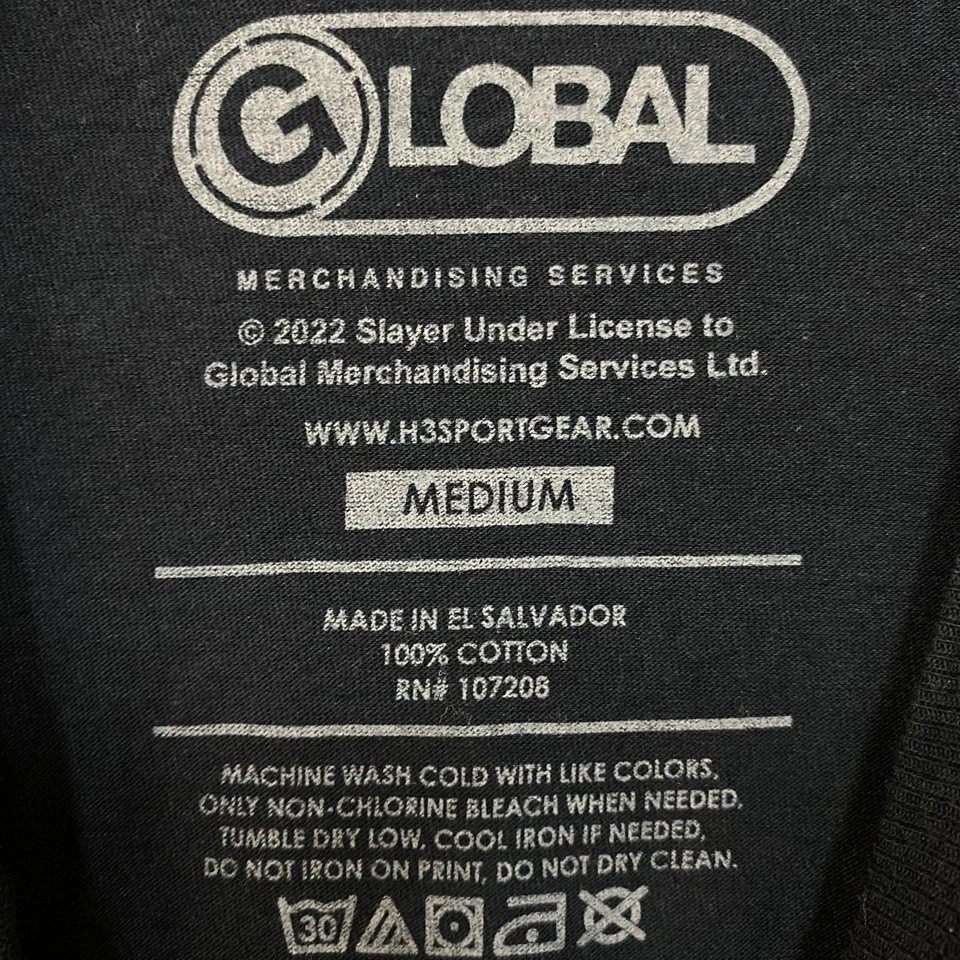 GLOBAL
MERCHANDISING SERVICES
© 2022 Slayer Under License to
Global Merchandising Services Ltd.
WWW.H3SPORTGEAR.COM
MEDIUM
MADE IN EL SALVADOR
100% COTTON
RN# 107208
MACHINE WASH COLD WITH LIKE COLORS,
ONLY NON-CHLORINE BLEACH WHEN NEEDED,
TUMBLE DRY LOW, COOL IRON IF NEEDED,
DO NOT IRON ON PRINT, DO NOT DRY CLEAN.
30